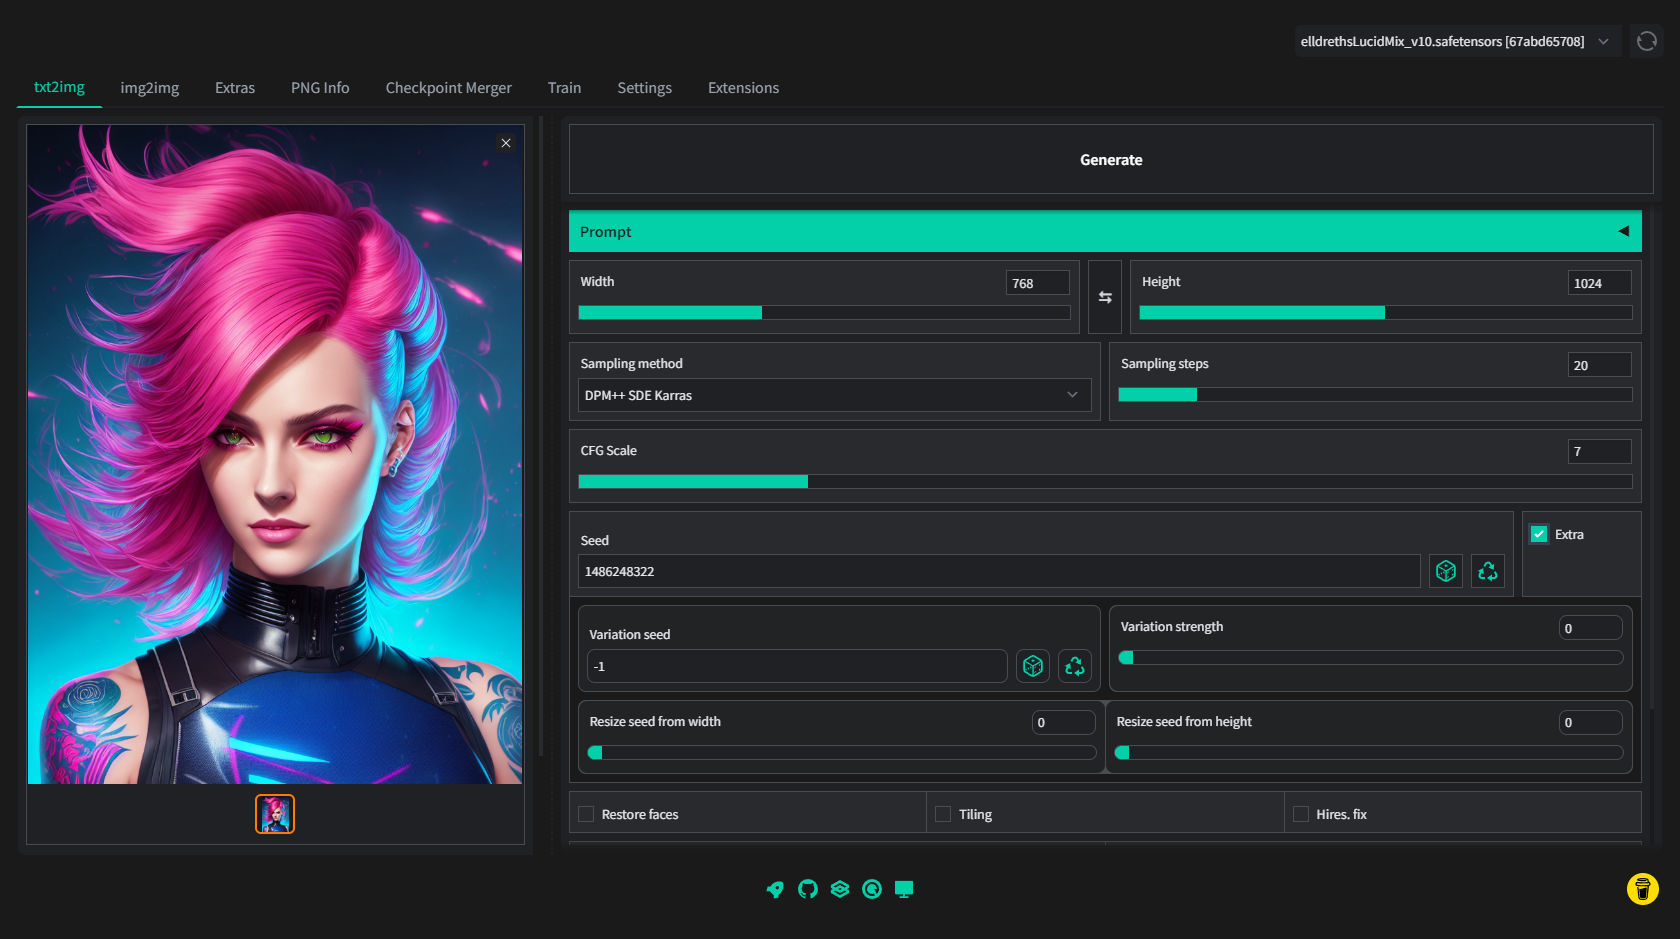 elldrethsLucidMix_v10.safetensors [67abd65708]
txt2img img2img Extras PNG Info Checkpoint Merger Train Settings Extensions
Generate
Prompt
Width 768
Height 1024
Sampling method
DPM++ SDE Karras
Sampling steps 20
CFG Scale 7
Seed
1486248322
Extra
Variation seed
-1
Variation strength 0
Resize seed from width 0
Resize seed from height 0
Restore faces
Tiling
Hires. fix